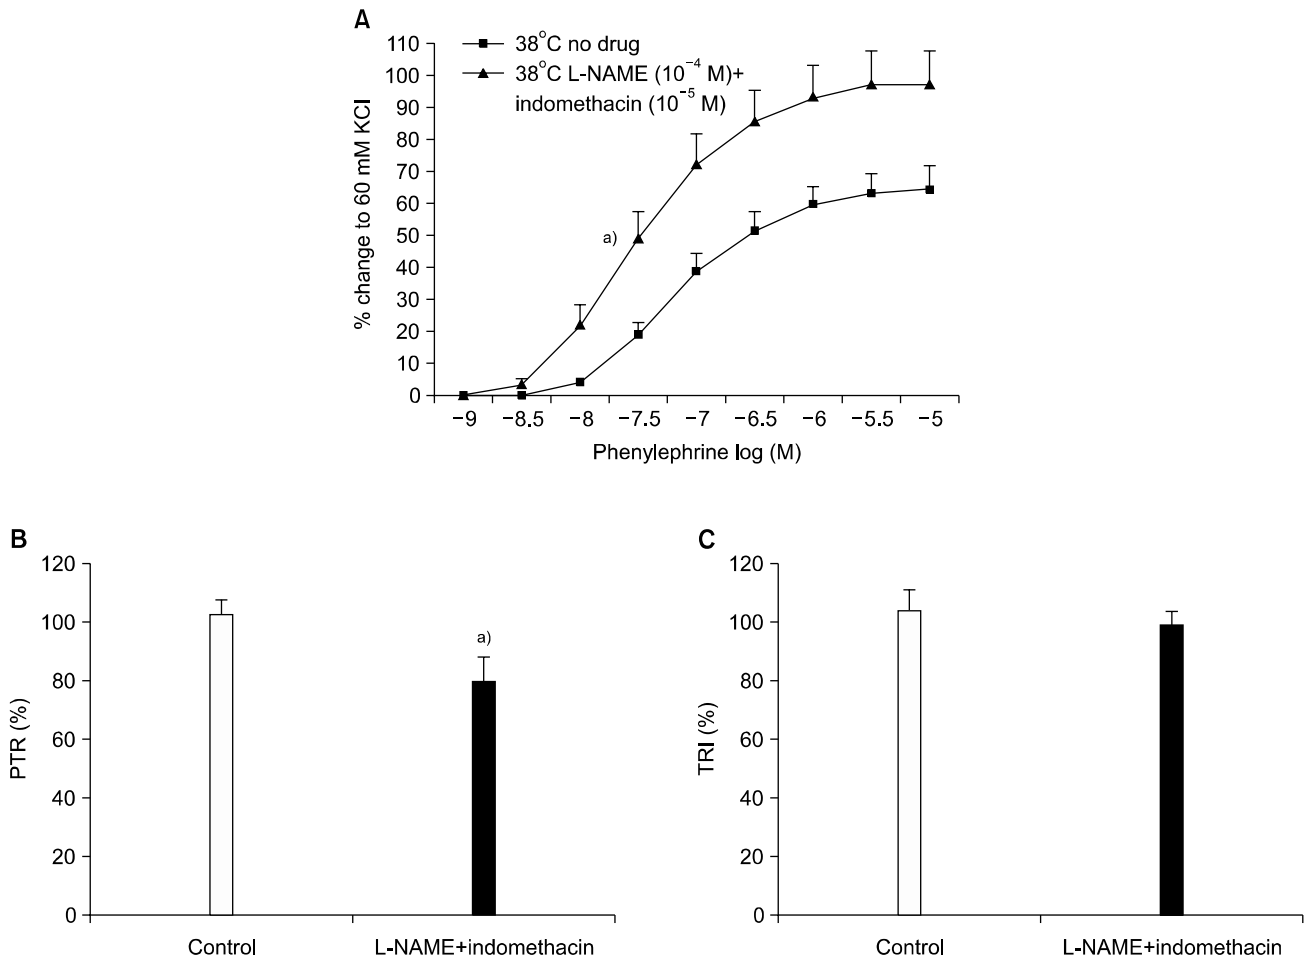 A
38°C no drug
38°C L-NAME (10⁻⁴ M)+
indomethacin (10⁻⁵ M)
110
100
90
80
70
60
50
40
30
20
10
0
% change to 60 mM KCl
a)
−9 −8.5 −8 −7.5 −7 −6.5 −6 −5.5 −5
Phenylephrine log (M)
B
120
100
80
60
40
20
0
PTR (%)
a)
Control L-NAME+indomethacin
C
120
100
80
60
40
20
0
TRI (%)
Control L-NAME+indomethacin